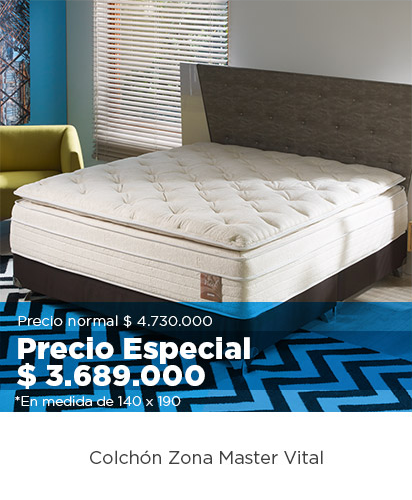 Precio normal $ 4.730.000
Precio Especial
$ 3.689.000
*En medida de 140 x 190
Colchón Zona Master Vital